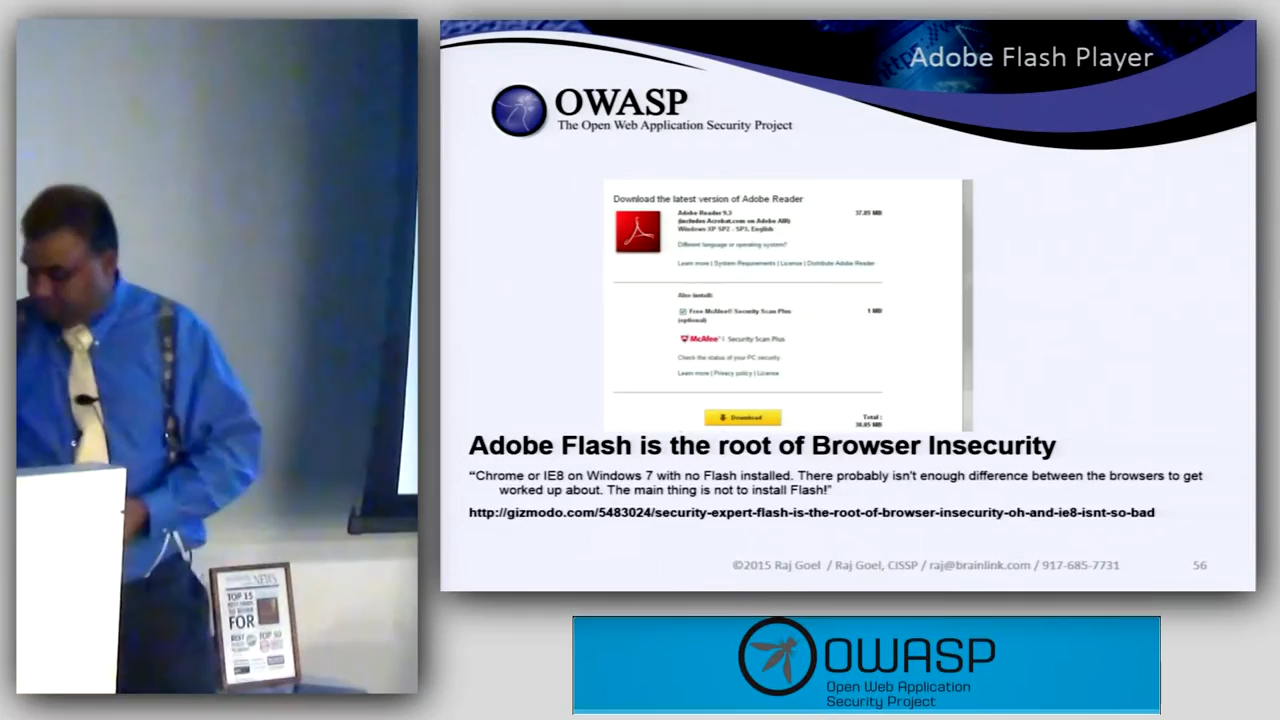 Adobe Flash Player
OWASP
The Open Web Application Security Project
Download the latest version of Adobe Reader
Adobe Reader 9.3 37.89 MB
(includes Acrobat.com on Adobe AIR)
Windows XP SP2 - SP3, English
Different language or operating system?
Learn more | System Requirements | License | Distribute Adobe Reader
Also install:
Free McAfee® Security Scan Plus 1 MB
(optional)
McAfee | Security Scan Plus
Check the status of your PC security.
Learn more | Privacy policy | License
Download Total:
38.85 MB
Adobe Flash is the root of Browser Insecurity
“Chrome or IE8 on Windows 7 with no Flash installed. There probably isn't enough difference between the browsers to get
worked up about. The main thing is not to install Flash!”
http://gizmodo.com/5483024/security-expert-flash-is-the-root-of-browser-insecurity-oh-and-ie8-isnt-so-bad
©2015 Raj Goel / Raj Goel, CISSP / raj@brainlink.com / 917-685-7731 56
NEWS
TOP 15
FOR
BEST TOP 50
OWASP
Open Web Application
Security Project